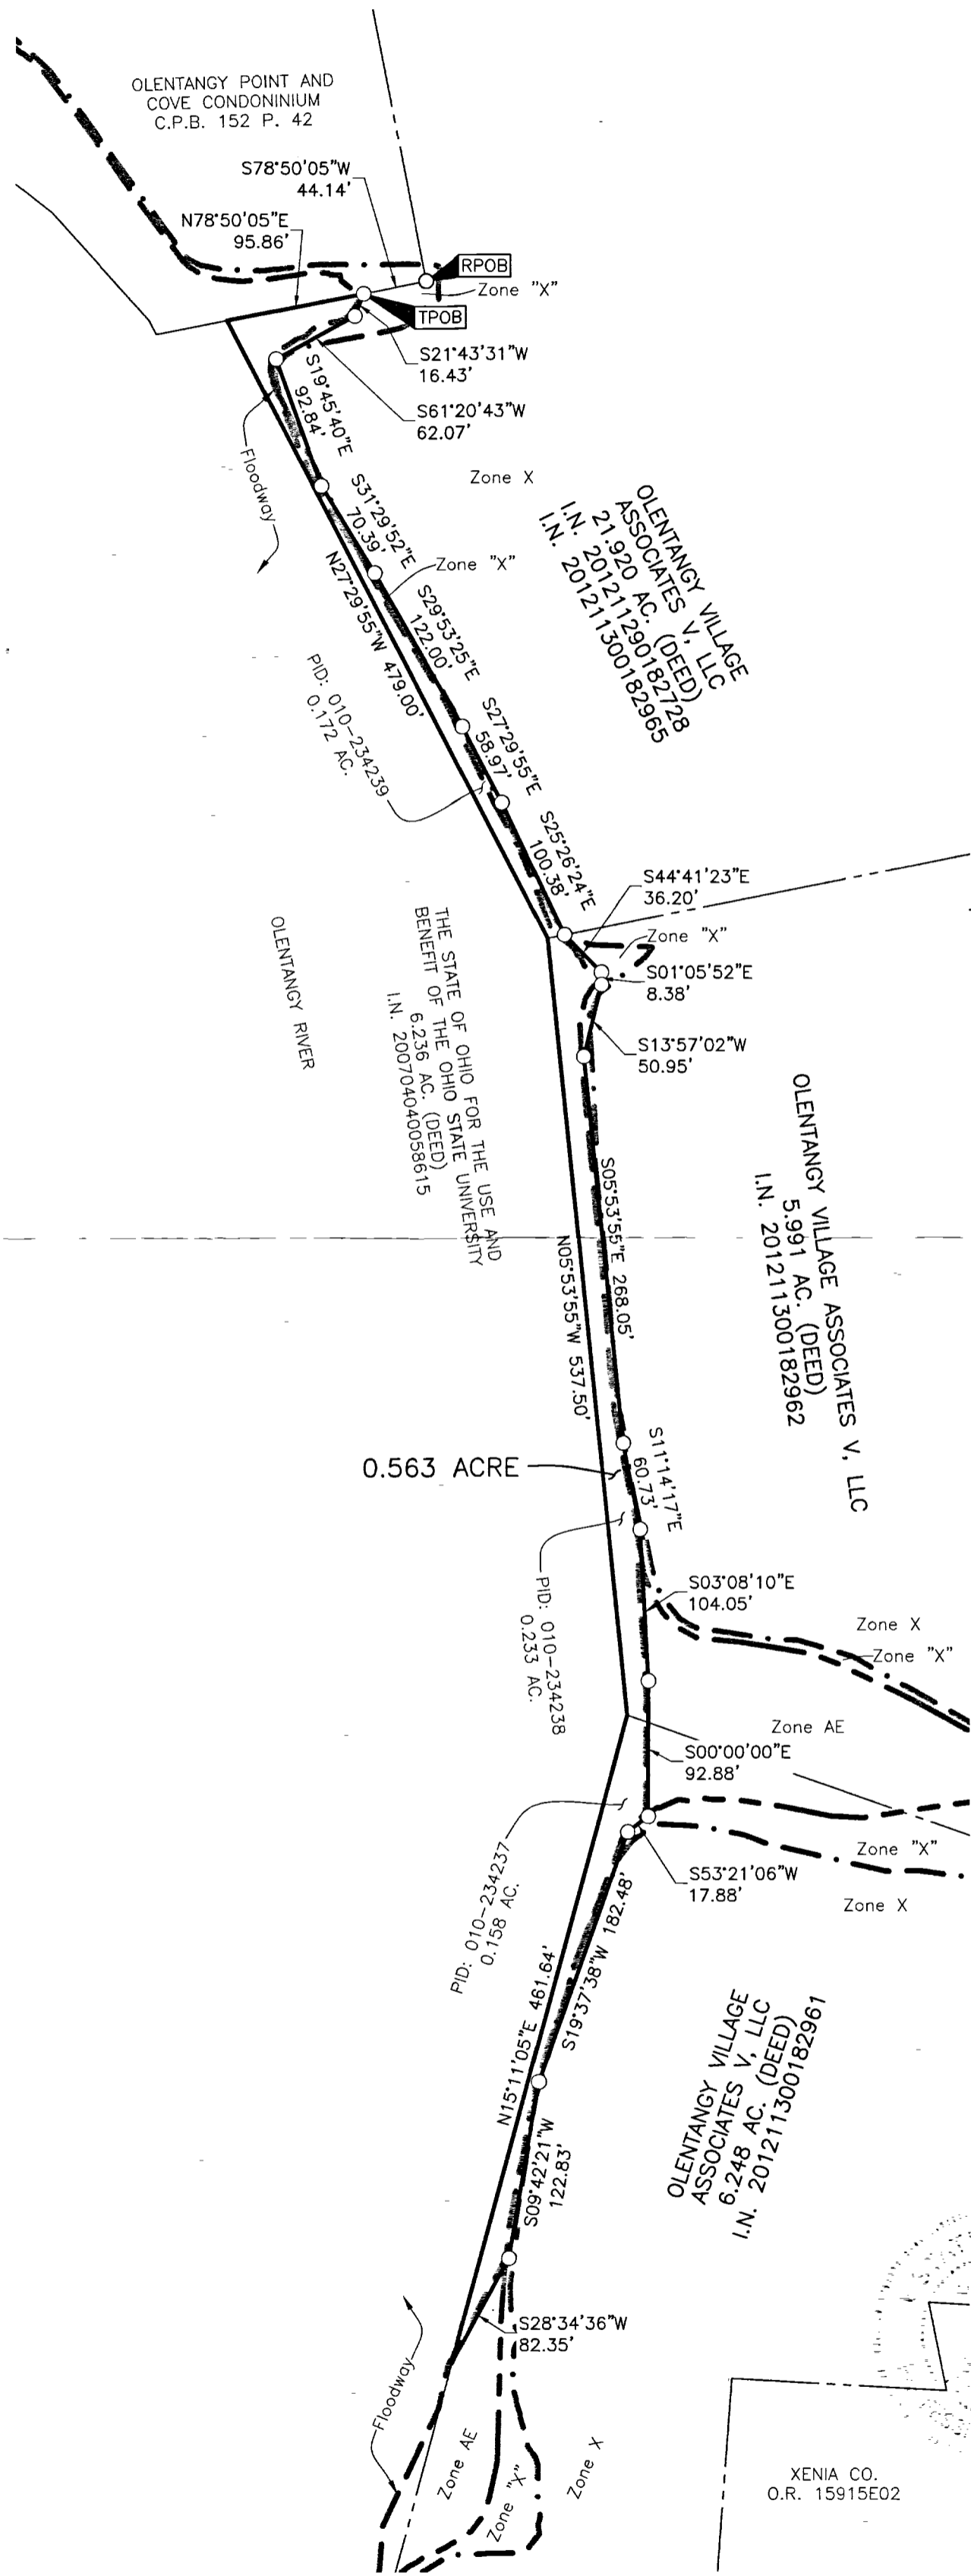 OLENTANGY POINT AND
COVE CONDONINIUM
C.P.B. 152 P. 42
S78°50'05"W
44.14'
N78°50'05"E
95.86'
RPOB
Zone "X"
TPOB
S21°43'31"W
16.43'
S19°45'40"E
92.84'
S61°20'43"W
62.07'
Floodway
Zone X
S31°29'52"E
70.39'
OLENTANGY VILLAGE
ASSOCIATES V, LLC
21.920 AC. (DEED)
I.N. 201211290182728
I.N. 201211300182965
Zone "X"
N27°29'55"W 479.00'
S29°53'25"E
122.00'
PID: 010-234239
0.172 AC.
S27°29'55"E
58.97'
S25°26'24"E
100.38'
S44°41'23"E
36.20'
Zone "X"
S01°05'52"E
8.38'
OLENTANGY RIVER
THE STATE OF OHIO FOR THE USE AND
BENEFIT OF THE OHIO STATE UNIVERSITY
6.236 AC. (DEED)
I.N. 200704040058615
S13°57'02"W
50.95'
OLENTANGY VILLAGE ASSOCIATES V, LLC
5.991 AC. (DEED)
I.N. 201211300182962
S05°53'55"E 268.05'
N05°53'55"W 537.50'
S11°14'17"E
60.73'
0.563 ACRE
PID: 010-234238
0.233 AC.
S03°08'10"E
104.05'
Zone X
Zone "X"
Zone AE
S00°00'00"E
92.88'
Zone "X"
S53°21'06"W
17.88'
Zone X
PID: 010-234237
0.158 AC.
S19°37'38"W 182.48'
N15°11'05"E 461.64'
OLENTANGY VILLAGE
ASSOCIATES V, LLC
6.248 AC. (DEED)
I.N. 201211300182961
S09°42'21"W
122.83'
S28°34'36"W
82.35'
Floodway
Zone AE
Zone "X"
Zone X
XENIA CO.
O.R. 15915E02